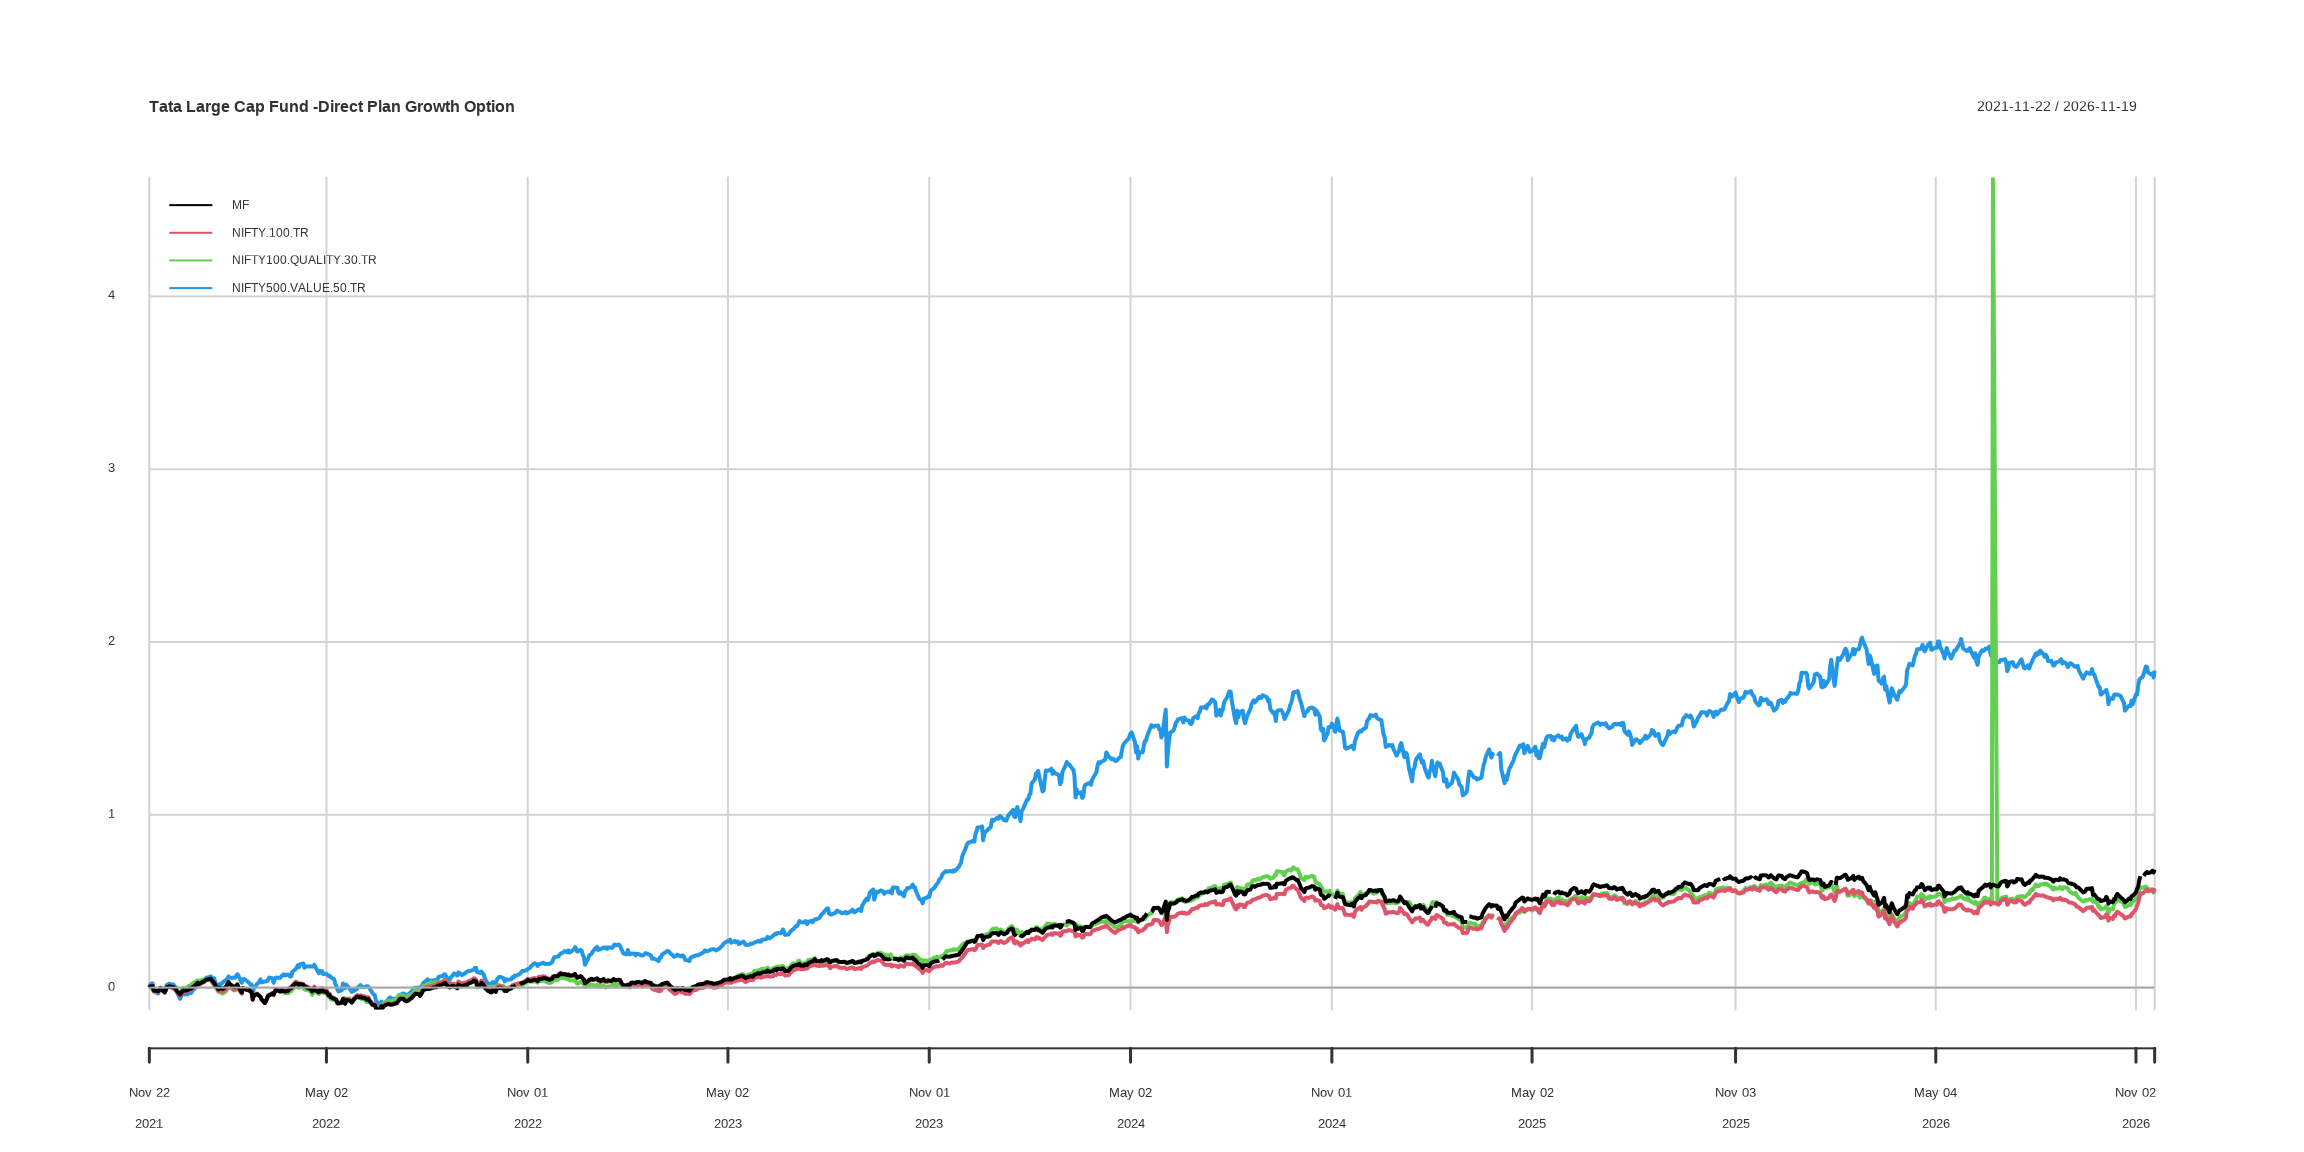 Tata Large Cap Fund -Direct Plan Growth Option
2021-11-22 / 2026-11-19
MF
NIFTY.100.TR
NIFTY100.QUALITY.30.TR
NIFTY500.VALUE.50.TR
4
3
2
1
0
Nov 22 May 02 Nov 01 May 02 Nov 01 May 02 Nov 01 May 02 Nov 03 May 04 Nov 02
2021 2022 2022 2023 2023 2024 2024 2025 2025 2026 2026